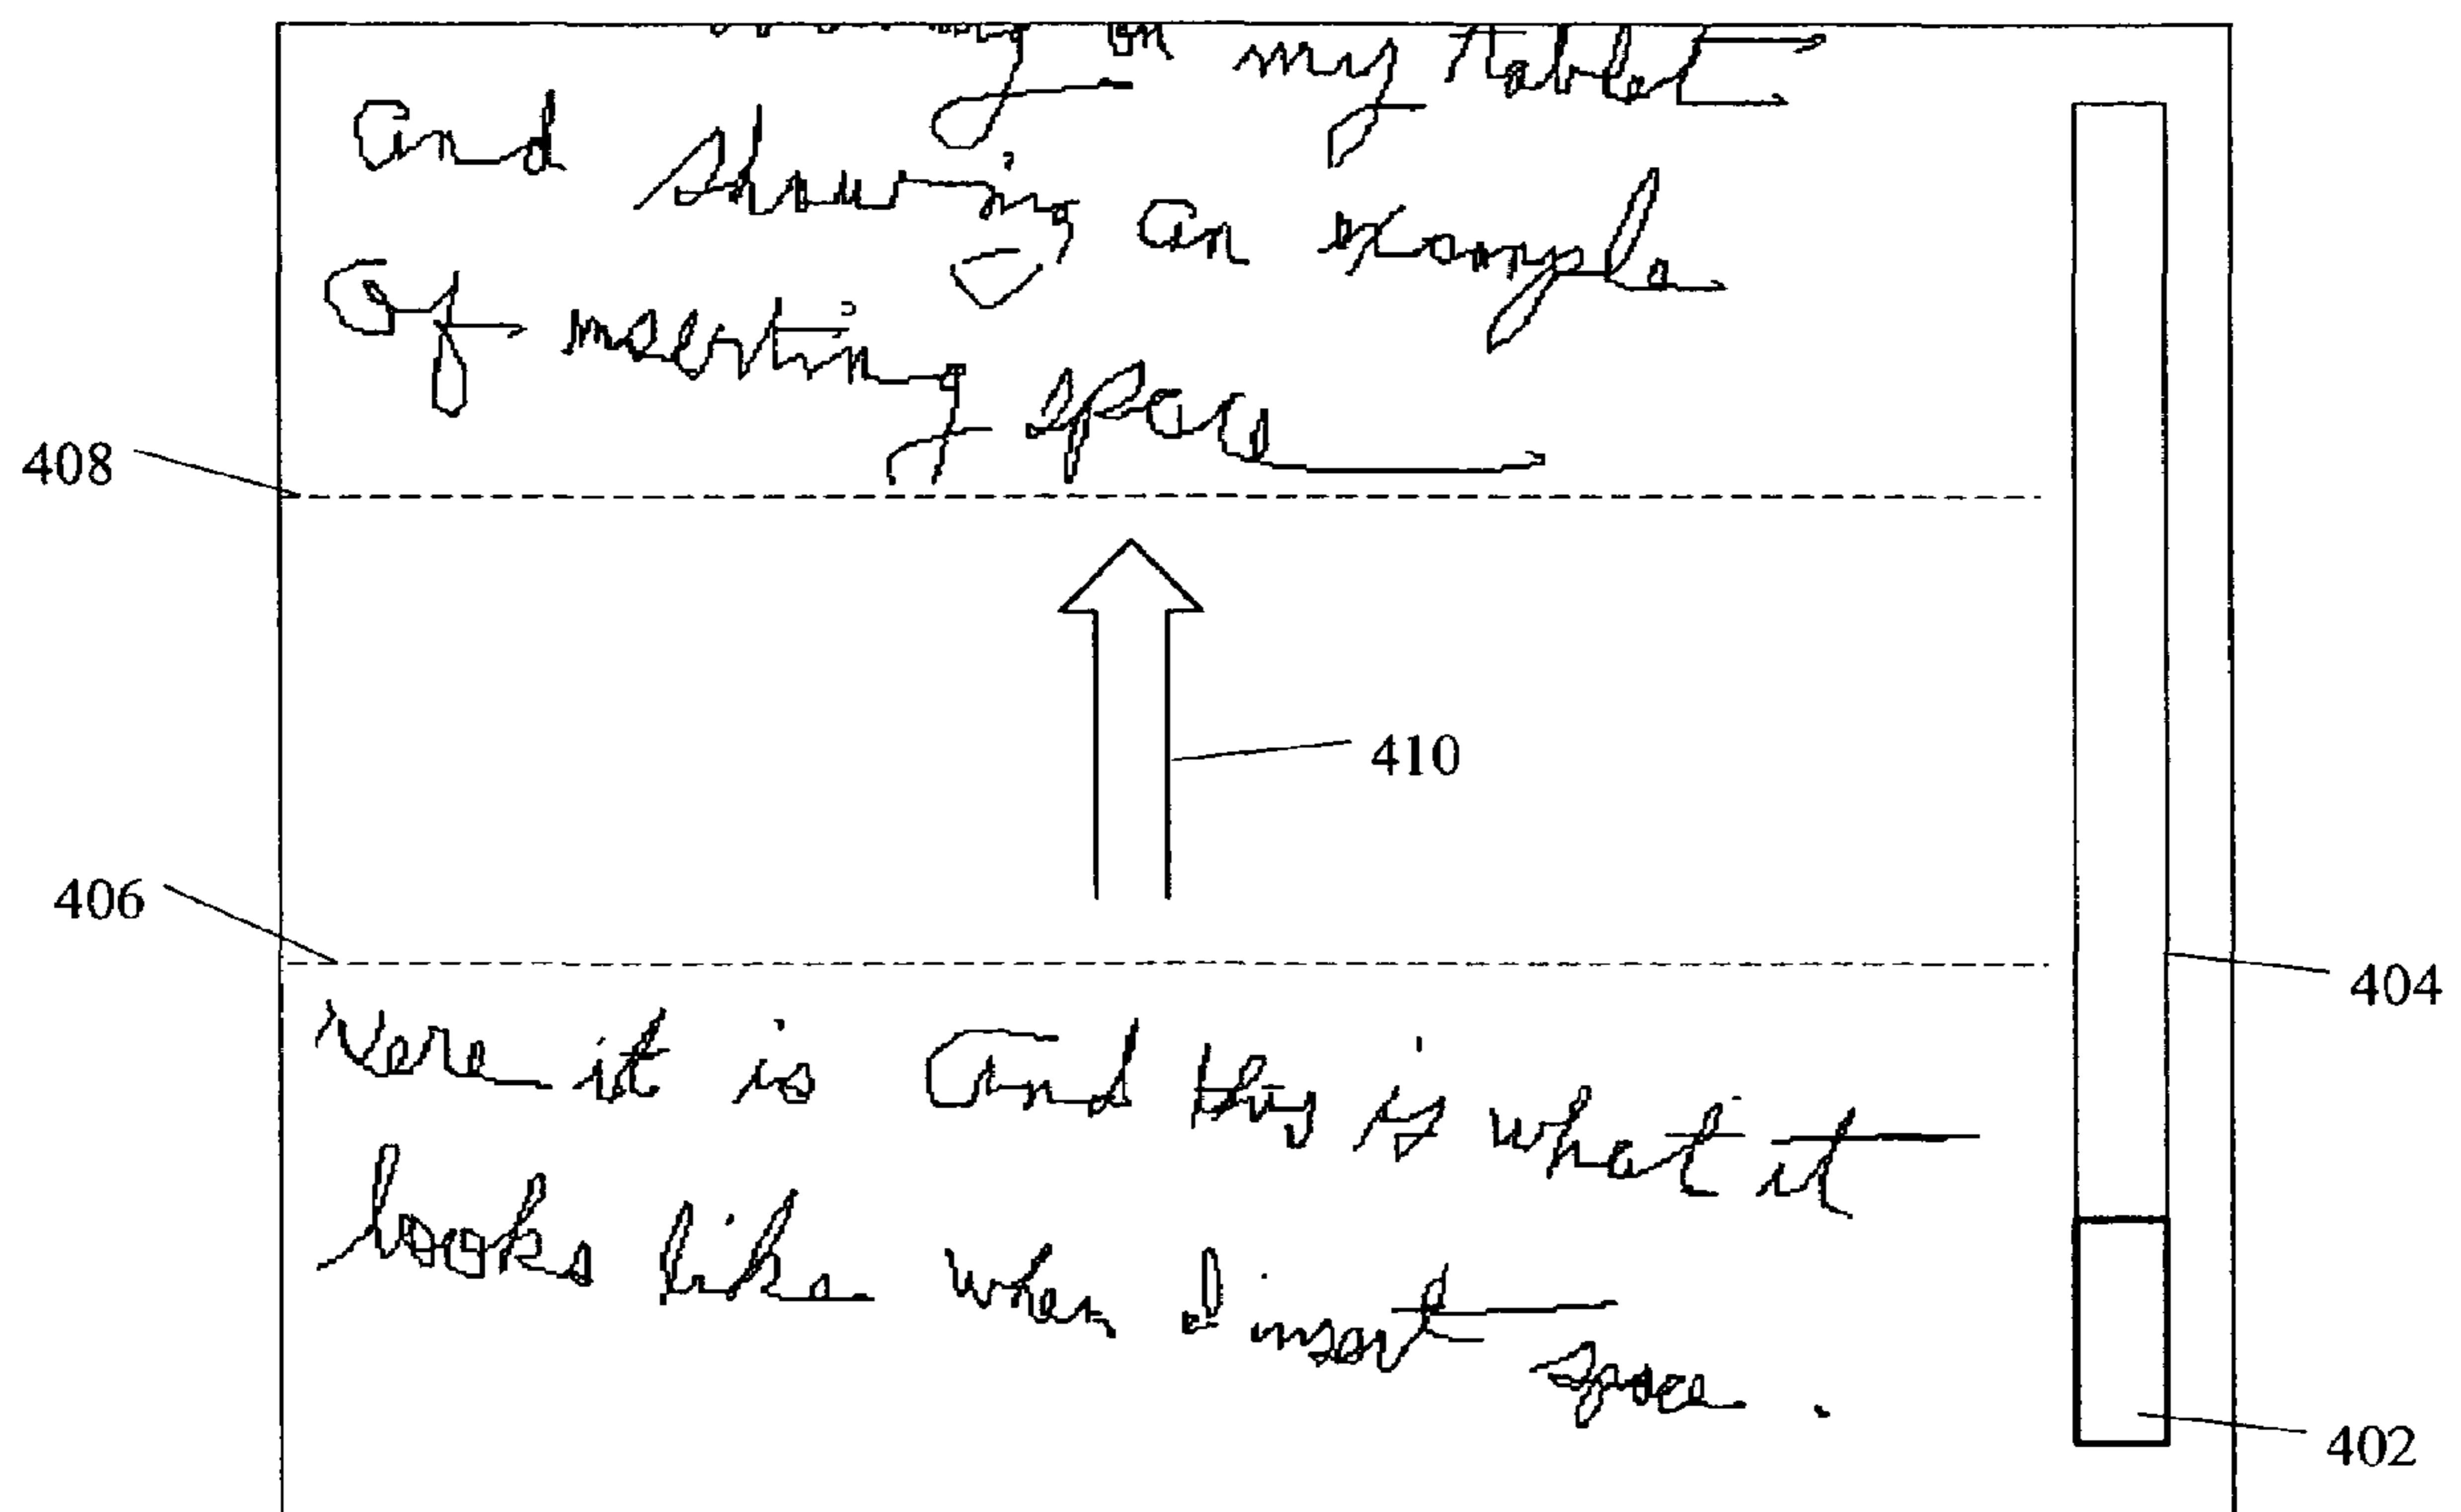 my tablet
and showing an example
of inserting space
408
410
406
Here it is and this is what it
404
looks like when I insert space.
402